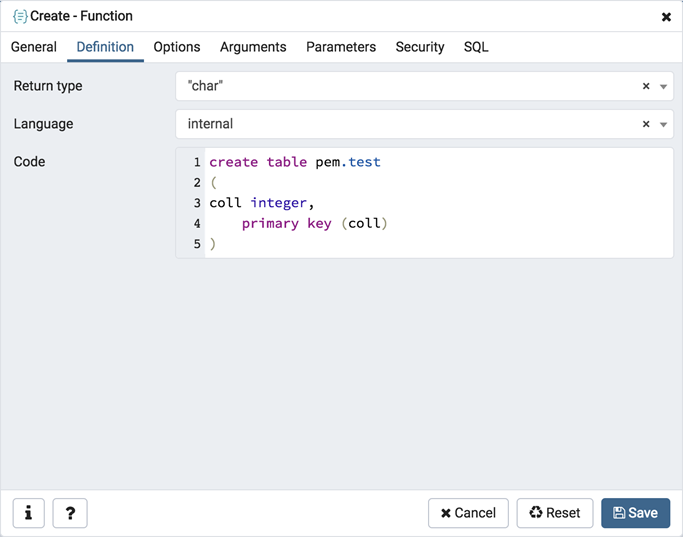 Create - Function
General Definition Options Arguments Parameters Security SQL
Return type "char"
Language internal
Code
1 create table pem.test
2 (
3 coll integer,
4 primary key (coll)
5 )
i ? Cancel Reset Save